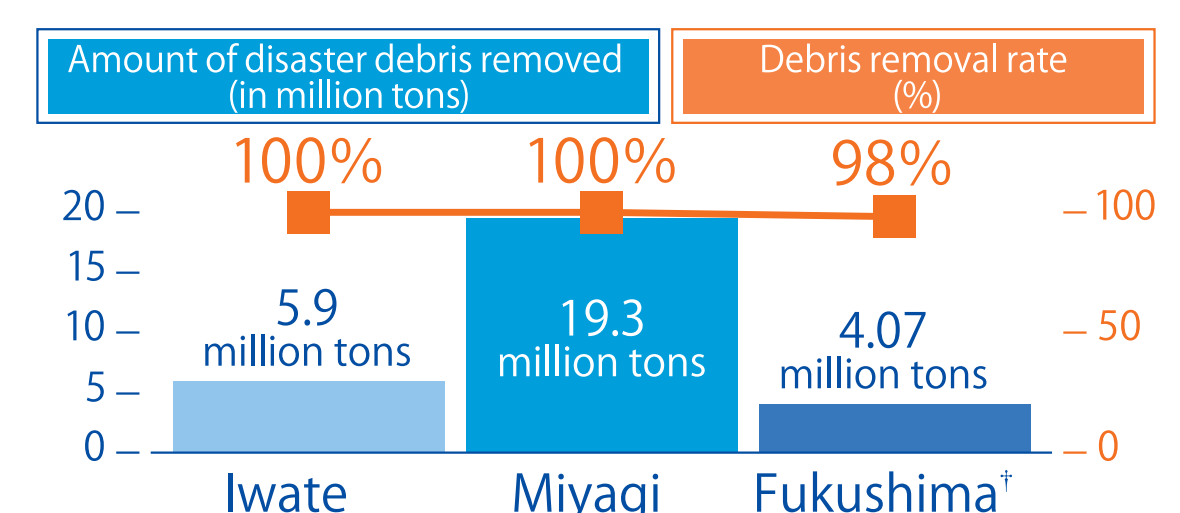 Amount of disaster debris removed
(in million tons)
Debris removal rate
(%)
100%
100%
98%
20
15
10
5
0
100
50
0
5.9
million tons
19.3
million tons
4.07
million tons
Iwate
Miyagi
Fukushima†